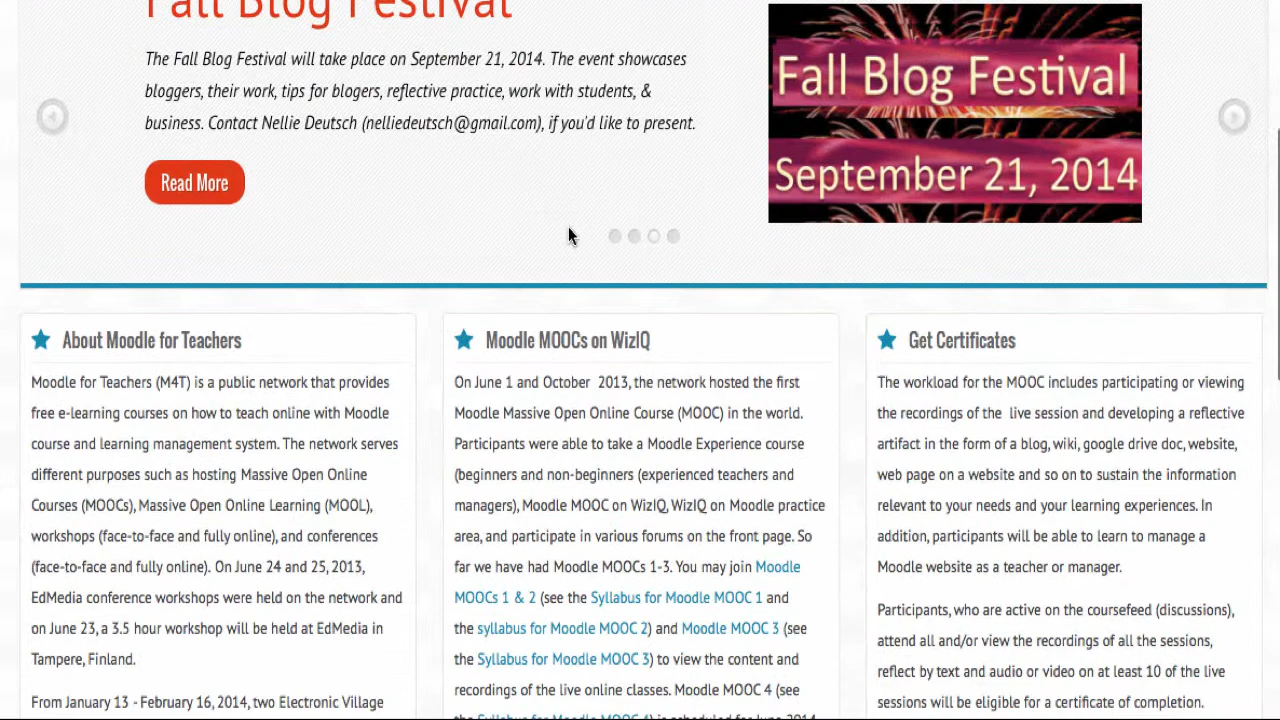 Fall Blog Festival
The Fall Blog Festival will take place on September 21, 2014. The event showcases
bloggers, their work, tips for blogers, reflective practice, work with students, &
business. Contact Nellie Deutsch (nelliedeutsch@gmail.com), if you'd like to present.
Read More
Fall Blog Festival
September 21, 2014
About Moodle for Teachers
Moodle for Teachers (M4T) is a public network that provides
free e-learning courses on how to teach online with Moodle
course and learning management system. The network serves
different purposes such as hosting Massive Open Online
Courses (MOOCs), Massive Open Online Learning (MOOL),
workshops (face-to-face and fully online), and conferences
(face-to-face and fully online). On June 24 and 25, 2013,
EdMedia conference workshops were held on the network and
on June 23, a 3.5 hour workshop will be held at EdMedia in
Tampere, Finland.
From January 13 - February 16, 2014, two Electronic Village
Moodle MOOCs on WizIQ
On June 1 and October  2013, the network hosted the first
Moodle Massive Open Online Course (MOOC) in the world.
Participants were able to take a Moodle Experience course
(beginners and non-beginners (experienced teachers and
managers), Moodle MOOC on WizIQ, WizIQ on Moodle practice
area, and participate in various forums on the front page. So
far we have had Moodle MOOCs 1-3. You may join Moodle
MOOCs 1 & 2 (see the Syllabus for Moodle MOOC 1 and
the syllabus for Moodle MOOC 2) and Moodle MOOC 3 (see
the Syllabus for Moodle MOOC 3) to view the content and
recordings of the live online classes. Moodle MOOC 4 (see
the Syllabus for Moodle MOOC 4) is scheduled for June 2014
Get Certificates
The workload for the MOOC includes participating or viewing
the recordings of the  live session and developing a reflective
artifact in the form of a blog, wiki, google drive doc, website,
web page on a website and so on to sustain the information
relevant to your needs and your learning experiences. In
addition, participants will be able to learn to manage a
Moodle website as a teacher or manager.
Participants, who are active on the coursefeed (discussions),
attend all and/or view the recordings of all the sessions,
reflect by text and audio or video on at least 10 of the live
sessions will be eligible for a certificate of completion.